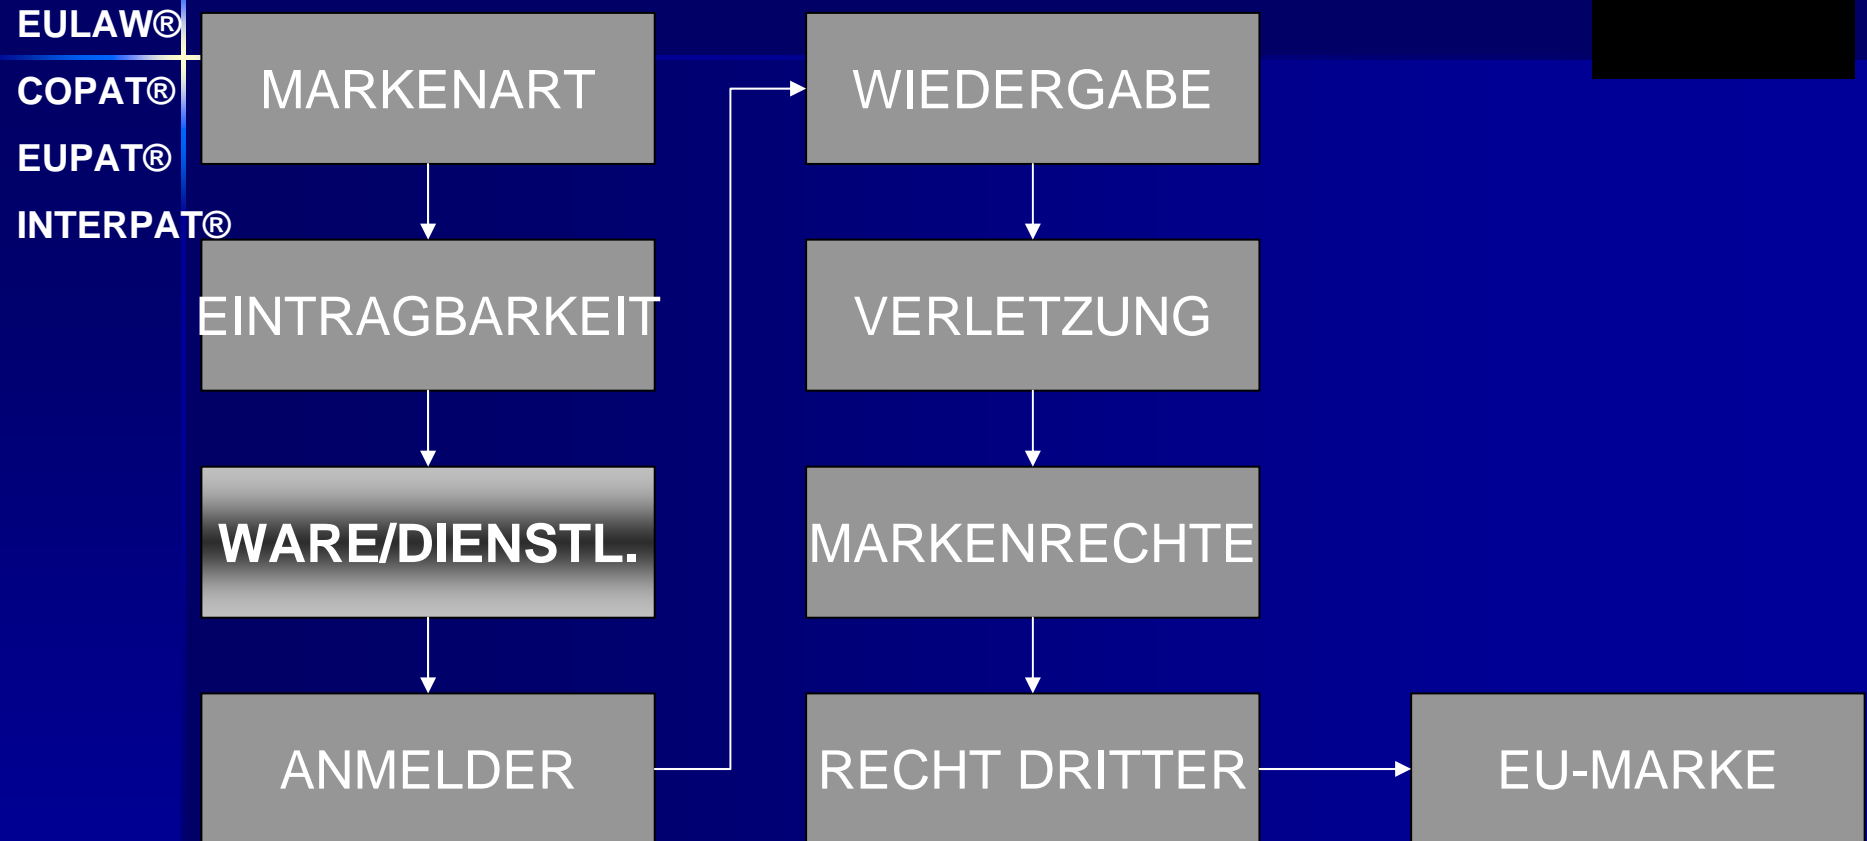 EULAW®
COPAT®
EUPAT®
INTERPAT®
MARKENART
EINTRAGBARKEIT
WARE/DIENSTL.
ANMELDER
WIEDERGABE
VERLETZUNG
MARKENRECHTE
RECHT DRITTER
EU-MARKE